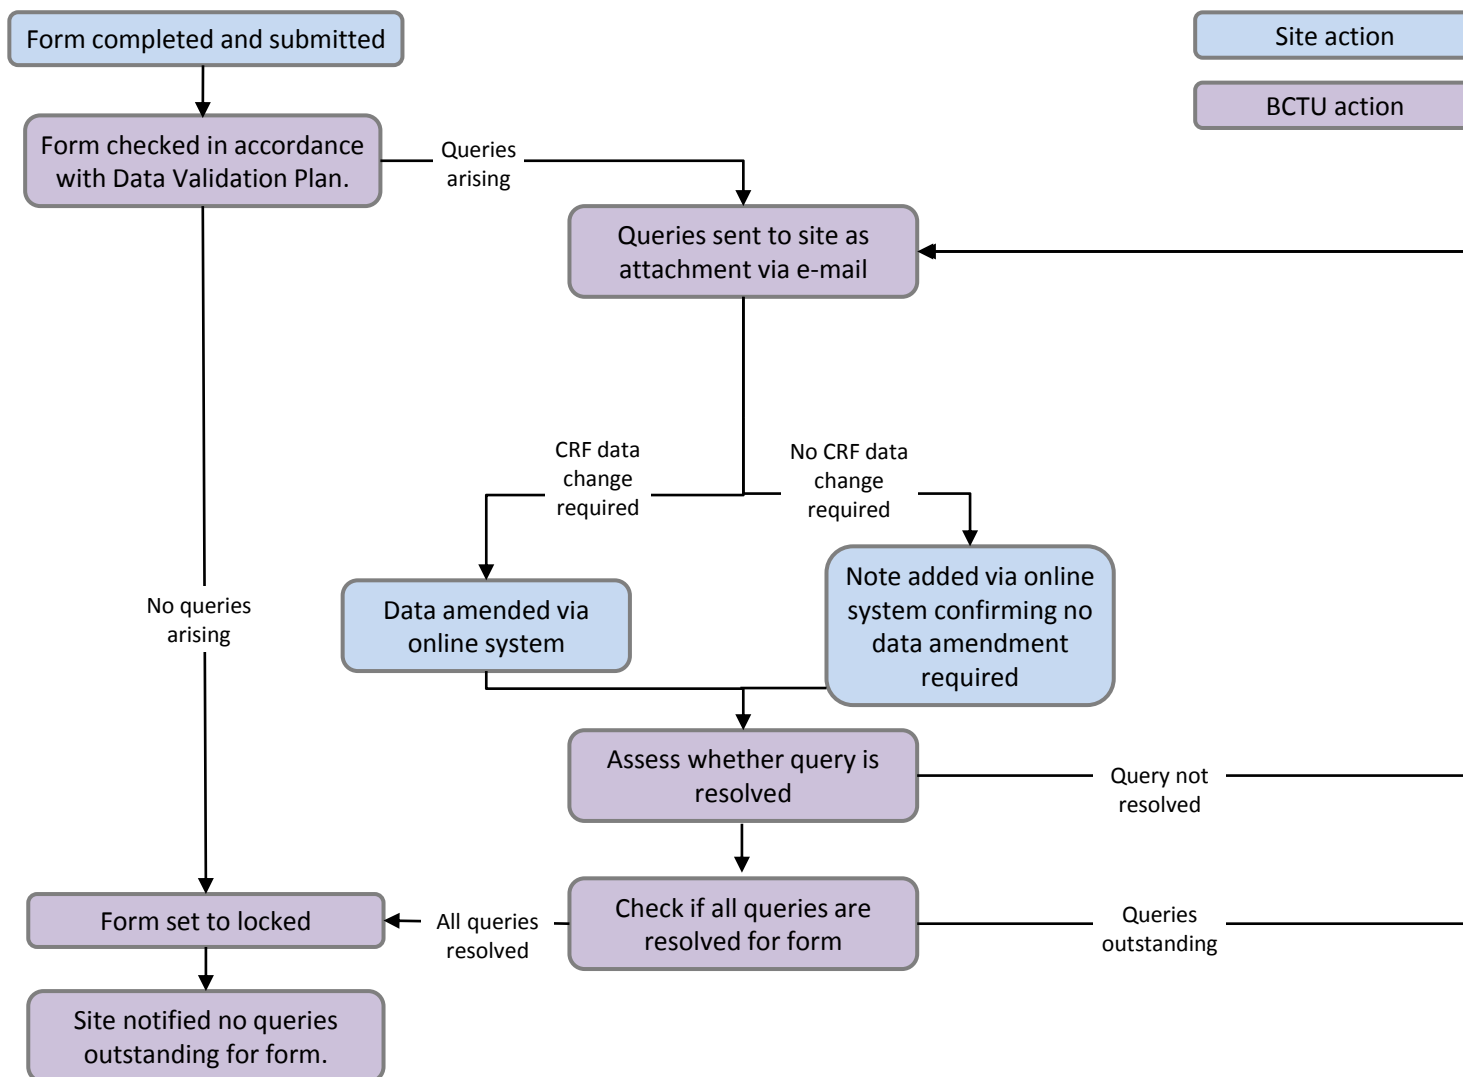 Form completed and submitted
Site action
BCTU action
Form checked in accordance
with Data Validation Plan.
Queries
arising
Queries sent to site as
attachment via e-mail
CRF data
change
required
No CRF data
change
required
No queries
arising
Data amended via
online system
Note added via online
system confirming no
data amendment
required
Assess whether query is
resolved
Query not
resolved
Form set to locked
All queries
resolved
Check if all queries are
resolved for form
Queries
outstanding
Site notified no queries
outstanding for form.